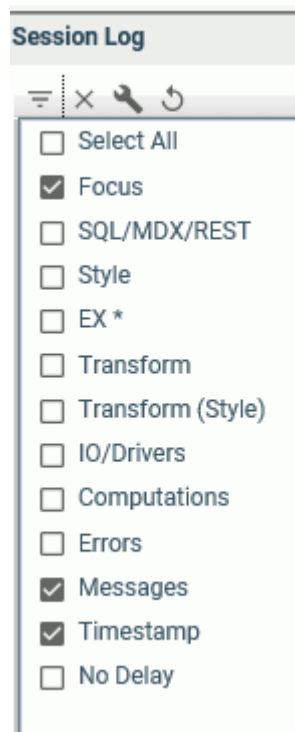 Session Log
Select All
Focus
SQL/MDX/REST
Style
EX *
Transform
Transform (Style)
IO/Drivers
Computations
Errors
Messages
Timestamp
No Delay